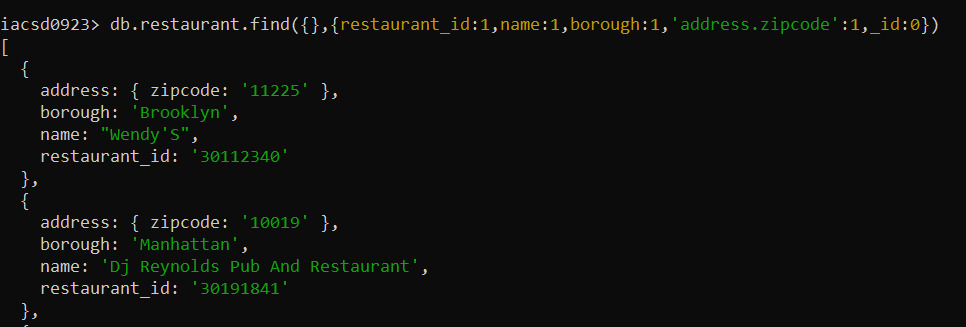 iacsd0923> db.restaurant.find({},{restaurant_id:1,name:1,borough:1,'address.zipcode':1,_id:0})
[
  {
    address: { zipcode: '11225' },
    borough: 'Brooklyn',
    name: "Wendy'S",
    restaurant_id: '30112340'
  },
  {
    address: { zipcode: '10019' },
    borough: 'Manhattan',
    name: 'Dj Reynolds Pub And Restaurant',
    restaurant_id: '30191841'
  },
  {